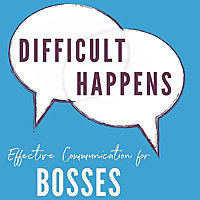 DIFFICULT
HAPPENS
Effective Communication for
BOSSES